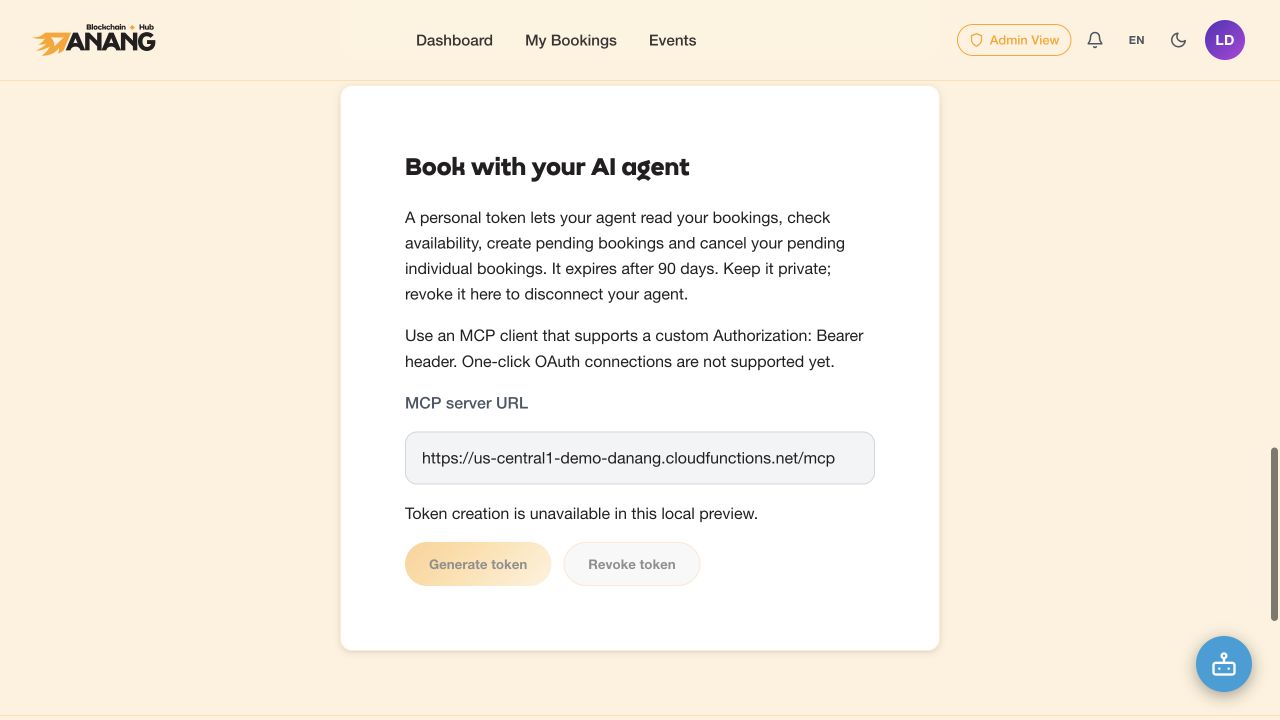 Blockchain Hub
DANANG
Dashboard
My Bookings
Events
Admin View
EN
LD
Book with your AI agent
A personal token lets your agent read your bookings, check
availability, create pending bookings and cancel your pending
individual bookings. It expires after 90 days. Keep it private;
revoke it here to disconnect your agent.
Use an MCP client that supports a custom Authorization: Bearer
header. One-click OAuth connections are not supported yet.
MCP server URL
https://us-central1-demo-danang.cloudfunctions.net/mcp
Token creation is unavailable in this local preview.
Generate token
Revoke token